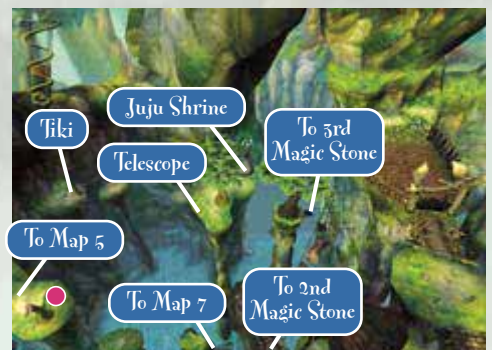 Juju Shrine
Tiki
To 3rd
Magic Stone
Telescope
To Map 5
To Map 7
To 2nd
Magic Stone